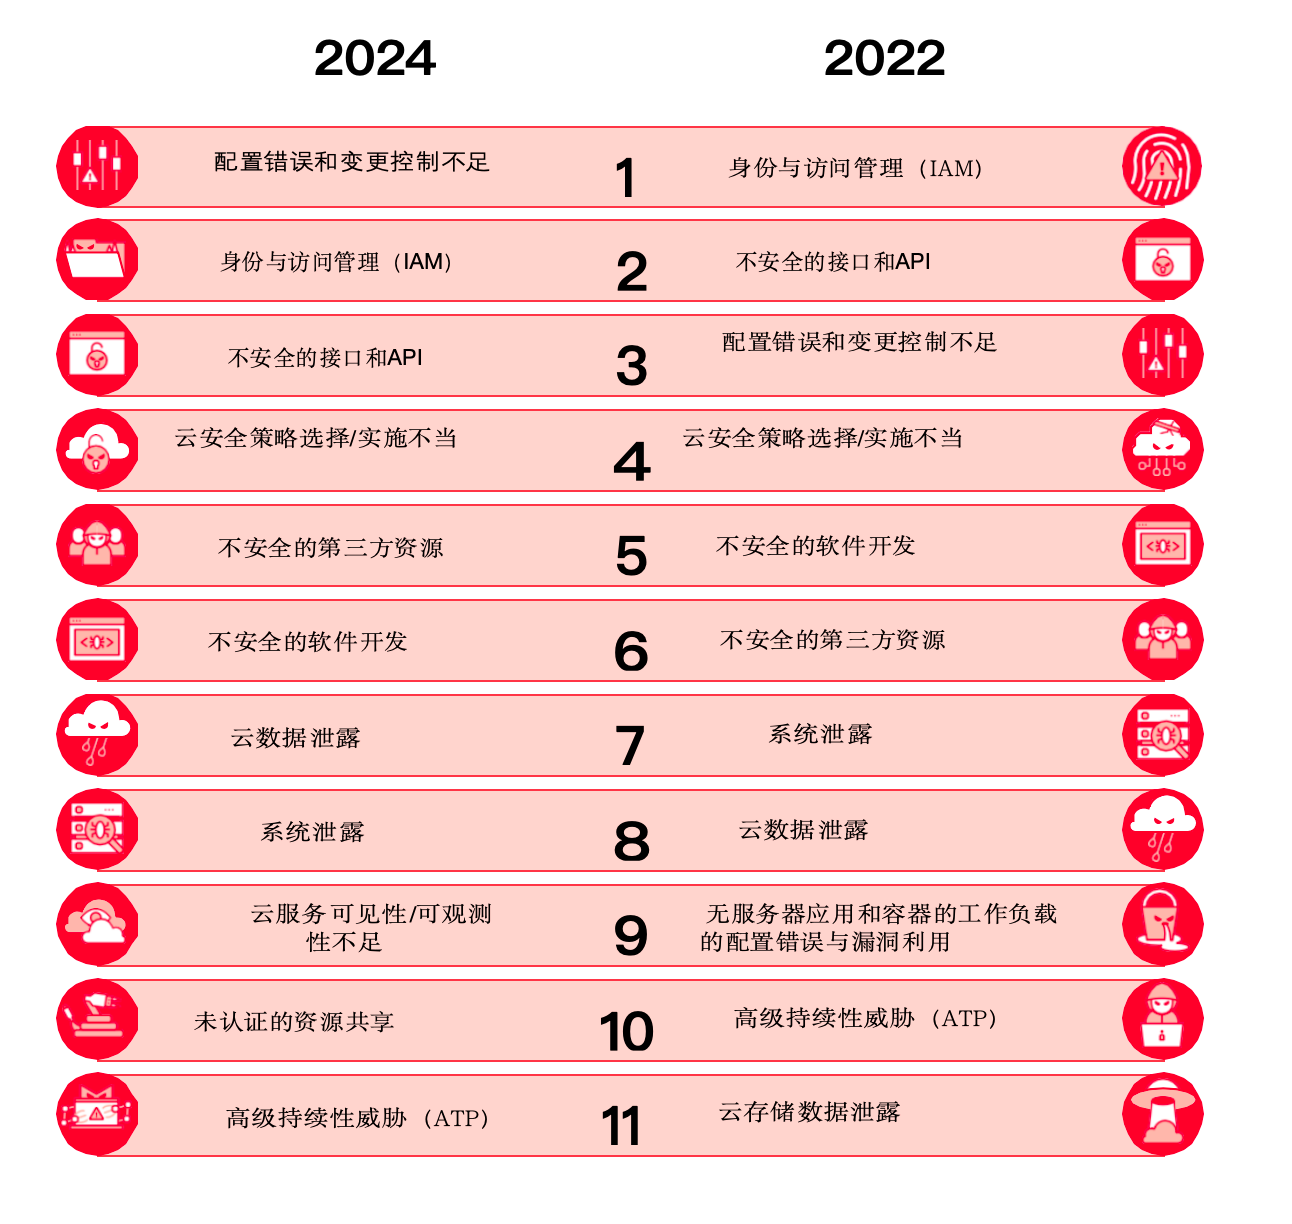 2024 2022
配置错误和变更控制不足 1 身份与访问管理（IAM）
身份与访问管理（IAM） 2 不安全的接口和API
不安全的接口和API 3 配置错误和变更控制不足
云安全策略选择/实施不当 4 云安全策略选择/实施不当
不安全的第三方资源 5 不安全的软件开发
不安全的软件开发 6 不安全的第三方资源
云数据泄露 7 系统泄露
系统泄露 8 云数据泄露
云服务可见性/可观测
性不足
9
无服务器应用和容器的工作负载
的配置错误与漏洞利用
未认证的资源共享 10 高级持续性威胁（ATP）
高级持续性威胁（ATP） 11 云存储数据泄露